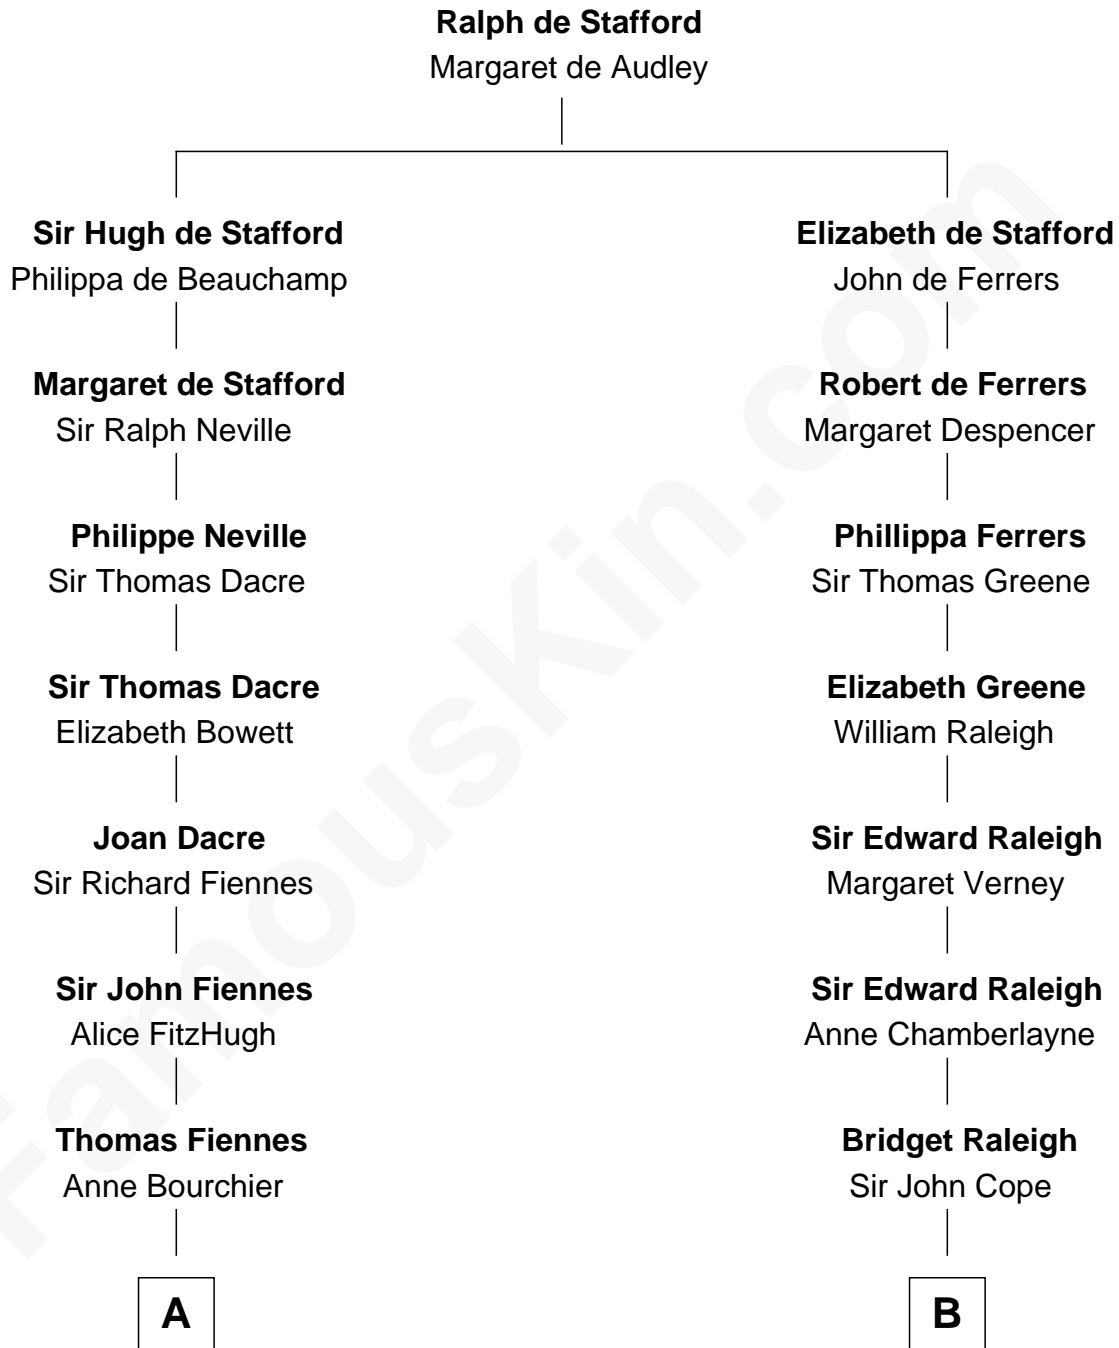 Ralph de Stafford
Margaret de Audley
Sir Hugh de Stafford
Philippa de Beauchamp
Elizabeth de Stafford
John de Ferrers
Margaret de Stafford
Sir Ralph Neville
Robert de Ferrers
Margaret Despencer
Philippe Neville
Sir Thomas Dacre
Phillippa Ferrers
Sir Thomas Greene
Sir Thomas Dacre
Elizabeth Bowett
Elizabeth Greene
William Raleigh
Joan Dacre
Sir Richard Fiennes
Sir Edward Raleigh
Margaret Verney
Sir John Fiennes
Alice FitzHugh
Sir Edward Raleigh
Anne Chamberlayne
Thomas Fiennes
Anne Bourchier
Bridget Raleigh
Sir John Cope
A
B
FamousKin.com